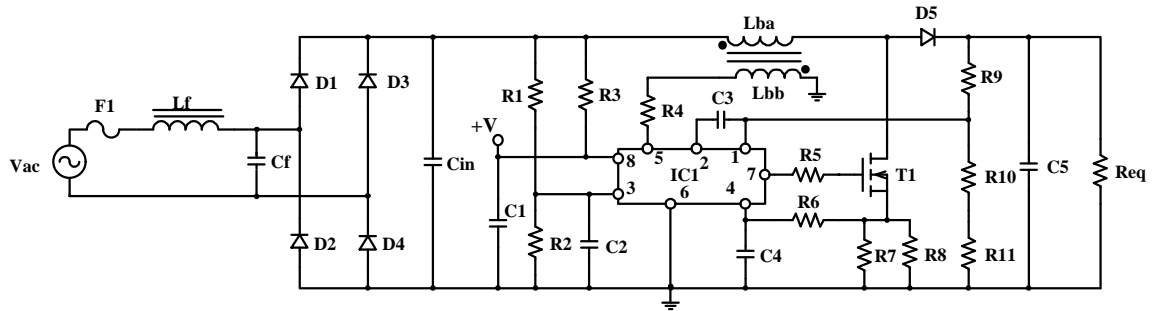 Lba
D5
D1
D3
R9
F1
Lf
R1
R3
R4
C3
Lbb
+V
Vac
Cf
Cin
8
5
2
1
IC1
7
R5
T1
R10
C5
Req
3
6
4
R6
C1
D2
D4
R2
C2
C4
R7
R8
R11